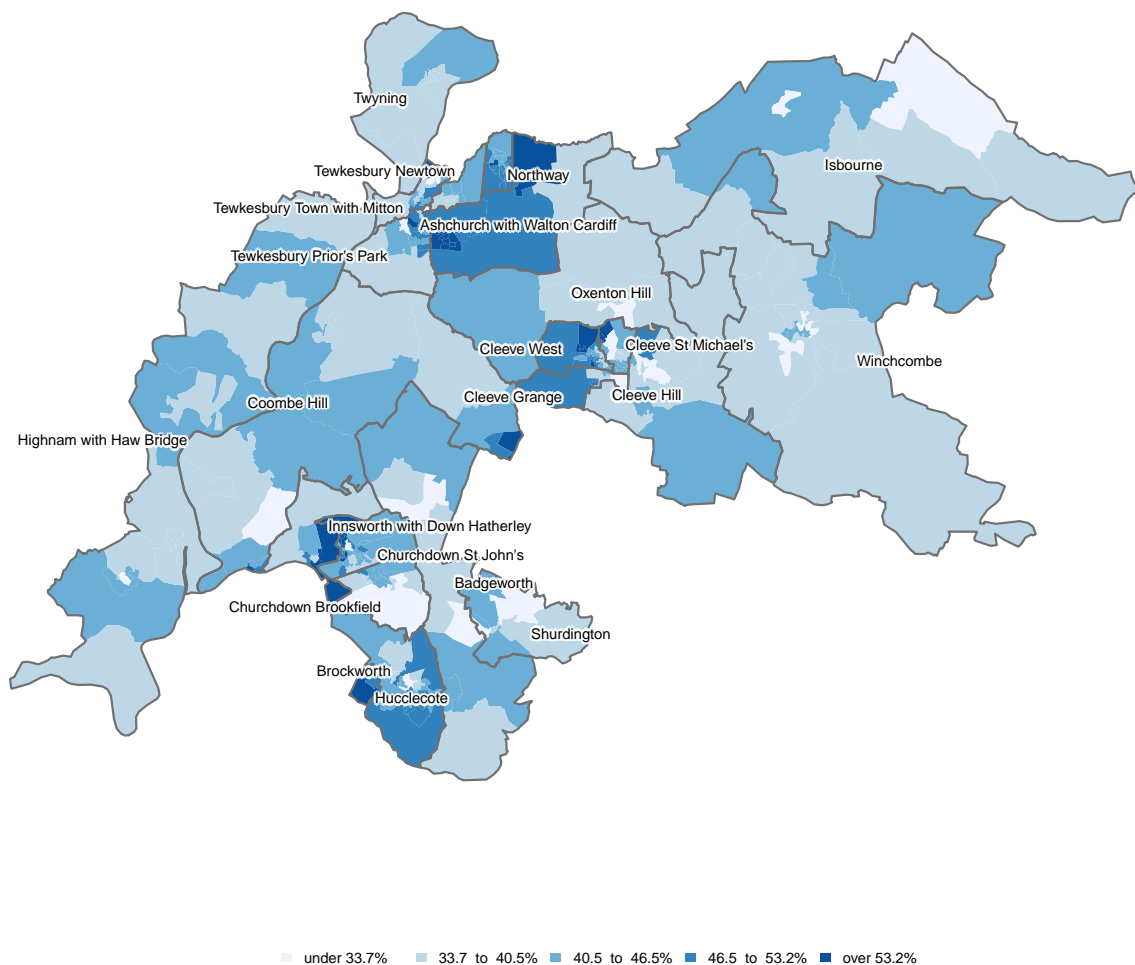 Twyning
Tewkesbury Newtown
Northway
Isbourne
Tewkesbury Town with Mitton
Ashchurch with Walton Cardiff
Tewkesbury Prior's Park
Oxenton Hill
Cleeve West
Cleeve St Michael's
Winchcombe
Cleeve Grange
Cleeve Hill
Coombe Hill
Highnam with Haw Bridge
Innsworth with Down Hatherley
Churchdown St John's
Badgeworth
Churchdown Brookfield
Shurdington
Brockworth
Hucclecote
under 33.7% 33.7 to 40.5% 40.5 to 46.5% 46.5 to 53.2% over 53.2%